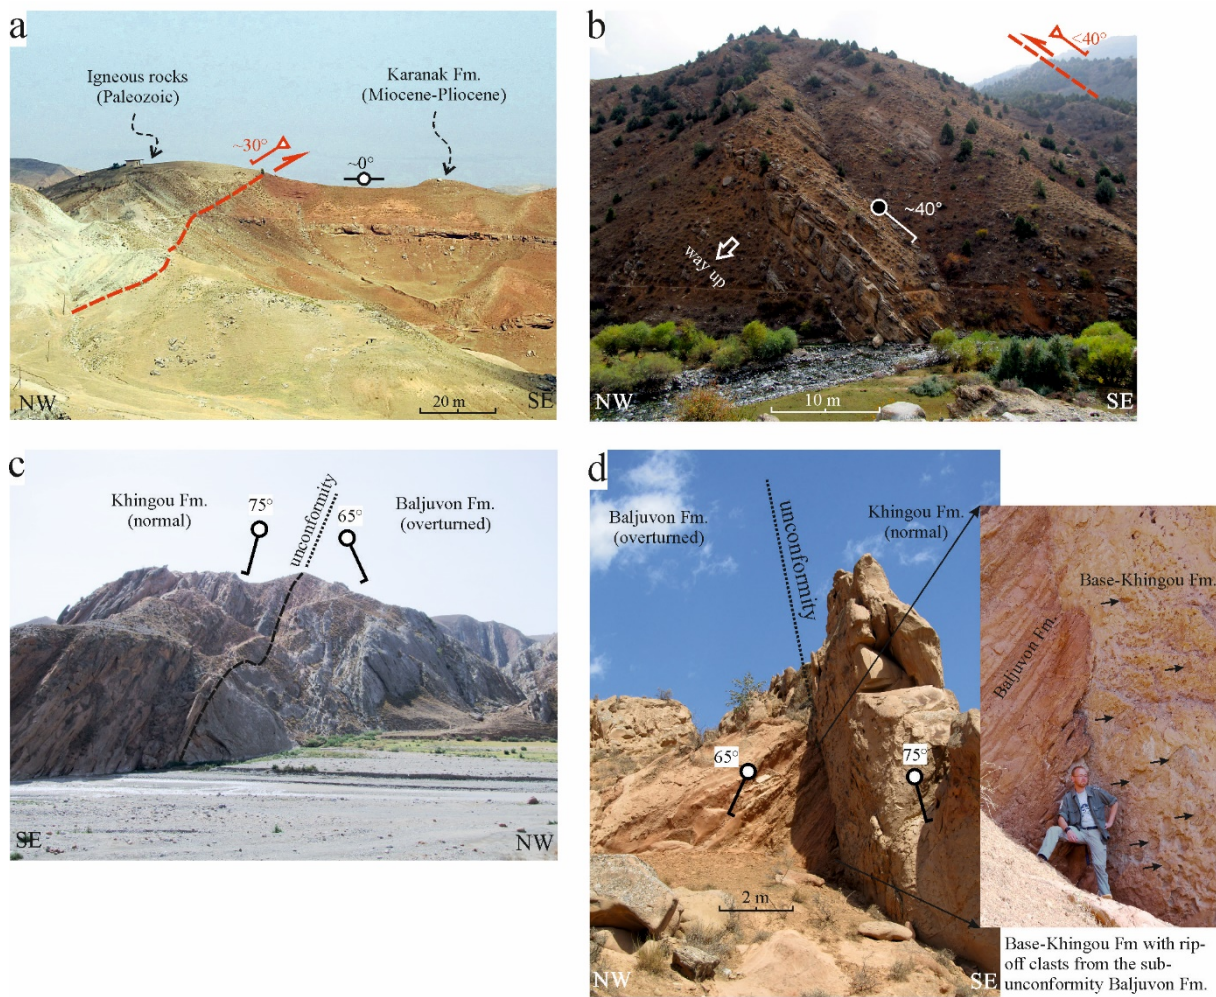 a
Igneous rocks
(Paleozoic)
Karanak Fm.
(Miocene-Pliocene)
~30°
~0°
NW
20 m
SE
b
<40°
~40°
way up
NW
10 m
SE
c
Khingou Fm.
(normal)
75°
unconformity
65°
Baljuvon Fm.
(overturned)
SE
NW
d
Baljuvon Fm.
(overturned)
unconformity
Khingou Fm.
(normal)
65°
75°
2 m
NW
SE
Base-Khingou Fm.
Baljuvon Fm.
Base-Khingou Fm with rip-
off clasts from the sub-
unconformity Baljuvon Fm.